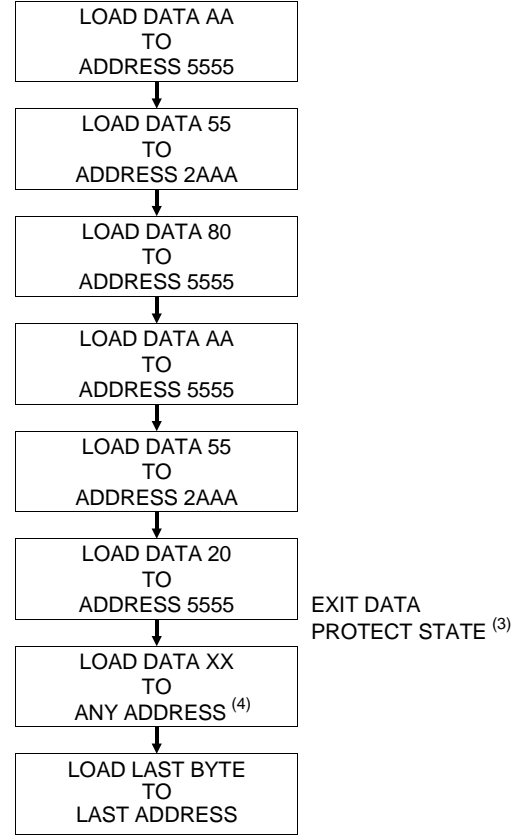 LOAD DATA AA
TO
ADDRESS 5555
LOAD DATA 55
TO
ADDRESS 2AAA
LOAD DATA 80
TO
ADDRESS 5555
LOAD DATA AA
TO
ADDRESS 5555
LOAD DATA 55
TO
ADDRESS 2AAA
LOAD DATA 20
TO
ADDRESS 5555
EXIT DATA
PROTECT STATE (3)
LOAD DATA XX
TO
ANY ADDRESS (4)
LOAD LAST BYTE
TO
LAST ADDRESS